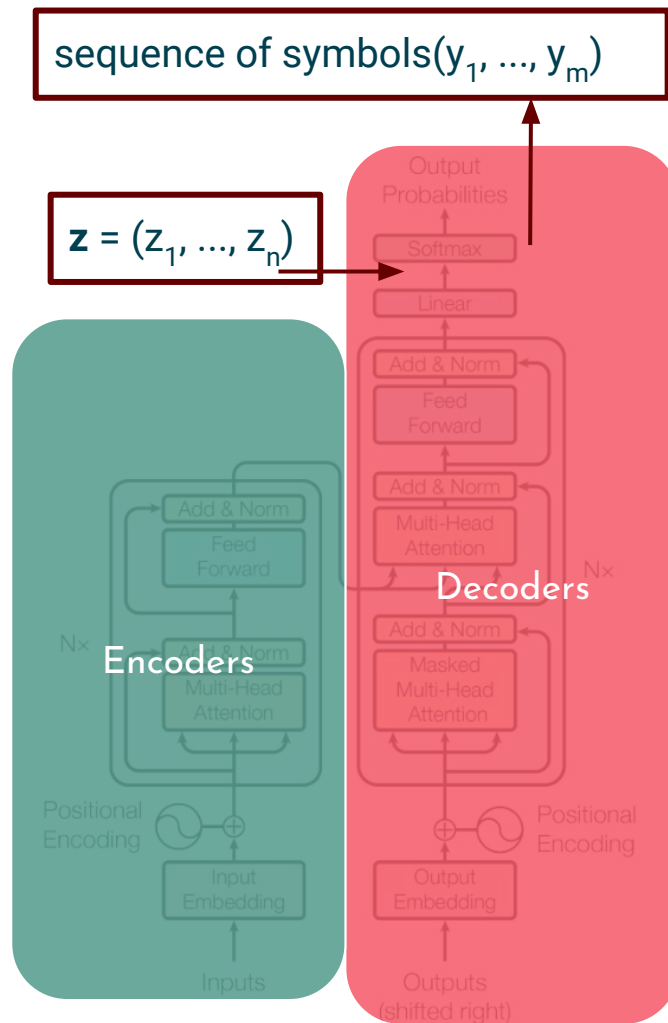 sequence of symbols(y₁, ..., yₘ)
z = (z₁, ..., zₙ)
Output
Probabilities
Softmax
Linear
Add & Norm
Feed
Forward
Add & Norm
Multi-Head
Attention
Decoders
N×
Add & Norm
Masked
Multi-Head
Attention
Positional
Encoding
Output
Embedding
Outputs
(shifted right)
Add & Norm
Feed
Forward
N×
Encoders
Add & Norm
Multi-Head
Attention
Positional
Encoding
Input
Embedding
Inputs